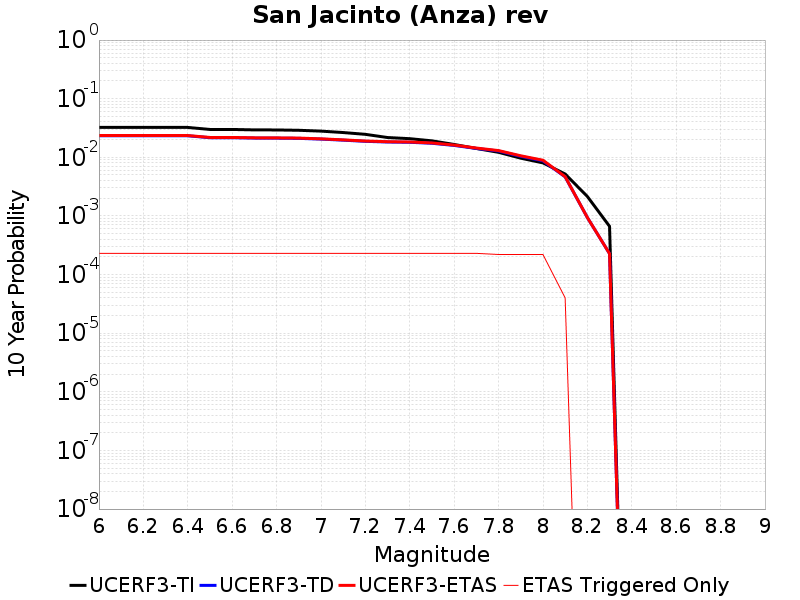 San Jacinto (Anza) rev
10 Year Probability
10^0
10^-1
10^-2
10^-3
10^-4
10^-5
10^-6
10^-7
10^-8
6 6.2 6.4 6.6 6.8 7 7.2 7.4 7.6 7.8 8 8.2 8.4 8.6 8.8 9
Magnitude
UCERF3-TI UCERF3-TD UCERF3-ETAS ETAS Triggered Only